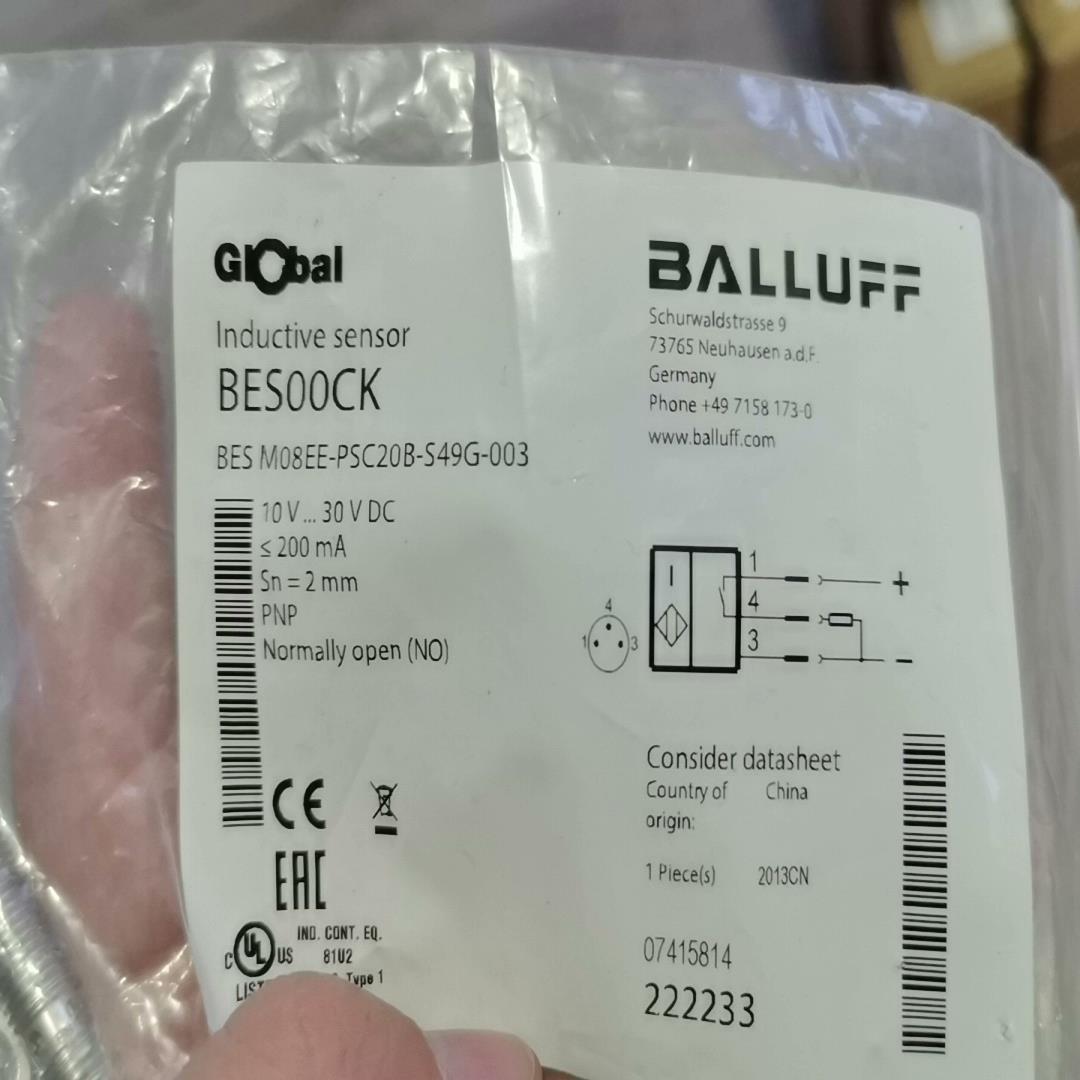 Global
Inductive sensor
BES00CK
BES M08EE-PSC20B-S49G-003
10 V ... 30 V DC
≤ 200 mA
Sn = 2 mm
PNP
Normally open (NO)
CE
EAC
IND. CONT. EQ.
C UL US 81U2
Type 1
BALLUFF
Schurwaldstrasse 9
73765 Neuhausen a.d.F.
Germany
Phone +49 7158 173-0
www.balluff.com
1 +
4
3 -
4
1 3
Consider datasheet
Country of China
origin:
1 Piece(s) 2013CN
07415814
222233